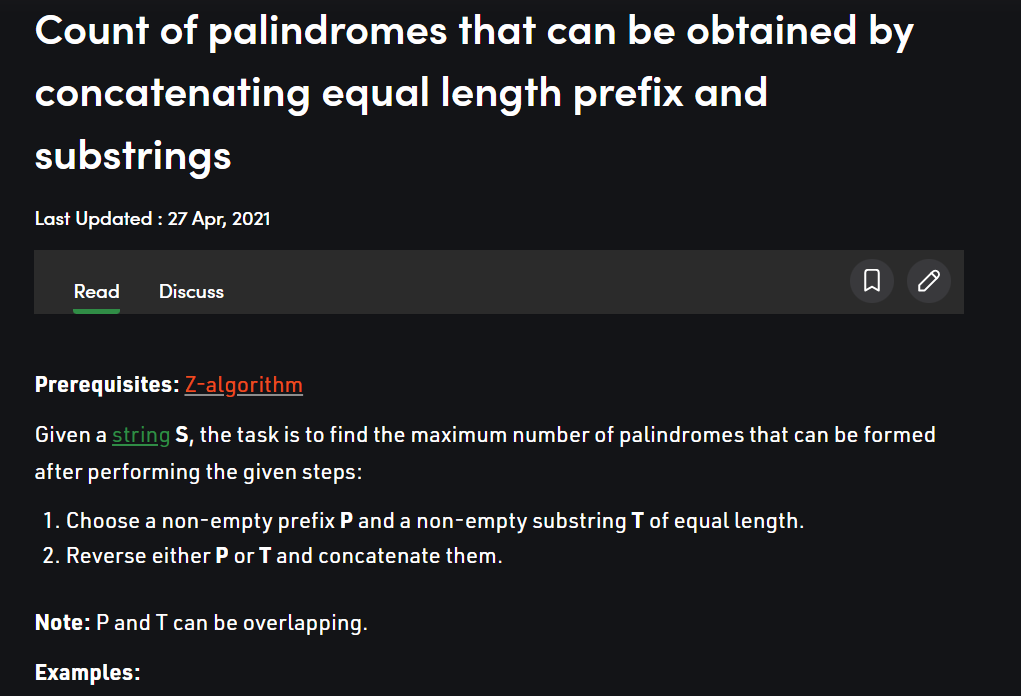 Count of palindromes that can be obtained by
concatenating equal length prefix and
substrings
Last Updated : 27 Apr, 2021
Read Discuss
Prerequisites: Z-algorithm
Given a string S, the task is to find the maximum number of palindromes that can be formed
after performing the given steps:
1. Choose a non-empty prefix P and a non-empty substring T of equal length.
2. Reverse either P or T and concatenate them.
Note: P and T can be overlapping.
Examples: